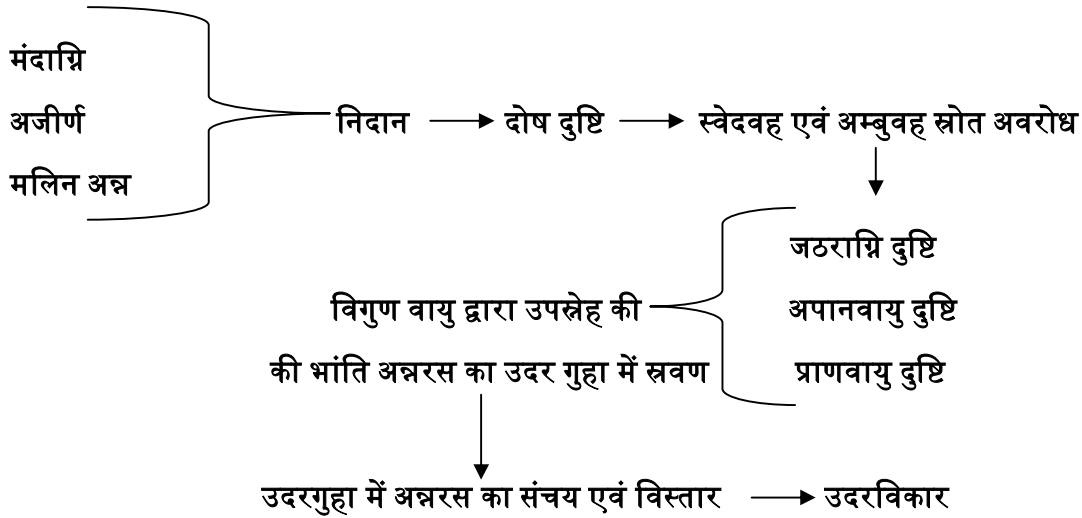 मंदाग्नि
अजीर्ण
मलिन अन्न
निदान
दोष दुष्टि
स्वेदवह एवं अम्बुवह स्रोत अवरोध
जठराग्नि दुष्टि
अपानवायु दुष्टि
प्राणवायु दुष्टि
विगुण वायु द्वारा उपस्नेह की
की भांति अन्नरस का उदर गुहा में स्रवण
उदरगुहा में अन्नरस का संचय एवं विस्तार
उदरविकार